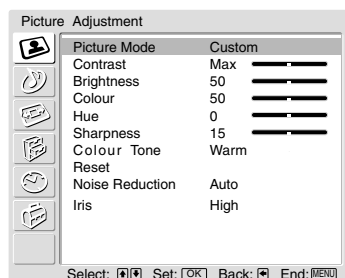 Picture Adjustment
Picture Mode Custom
Contrast Max
Brightness 50
Colour 50
Hue 0
Sharpness 15
Colour Tone Warm
Reset
Noise Reduction Auto
Iris High
Select: Set: OK Back: End: MENU